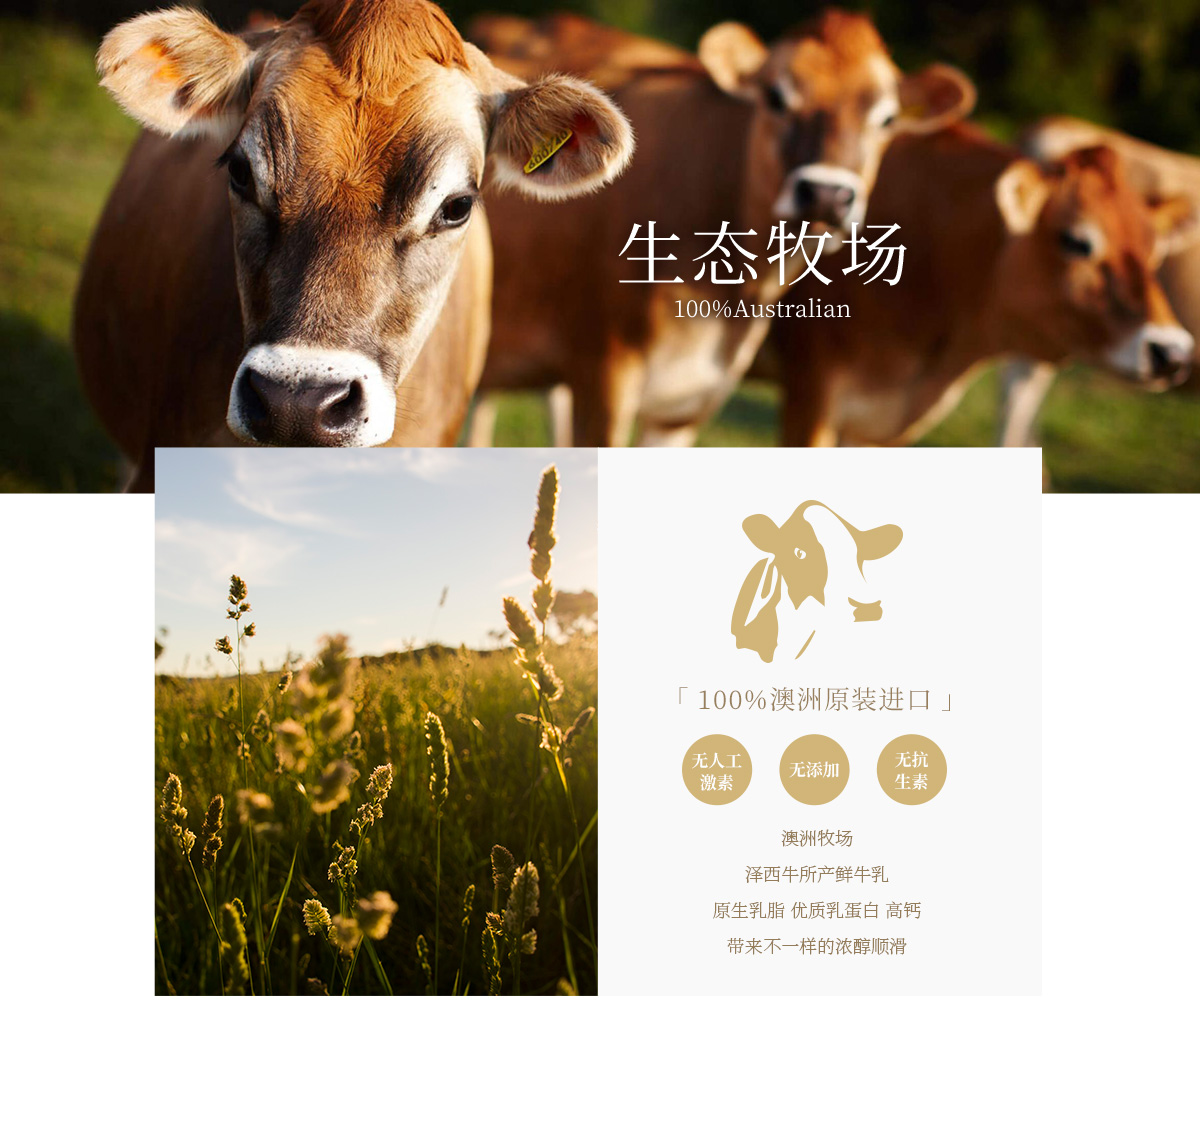 生态牧场
100%Australian
「 100%澳洲原装进口 」
无人工
激素
无添加
无抗
生素
澳洲牧场
泽西牛所产鲜牛乳
原生乳脂 优质乳蛋白 高钙
带来不一样的浓醇顺滑